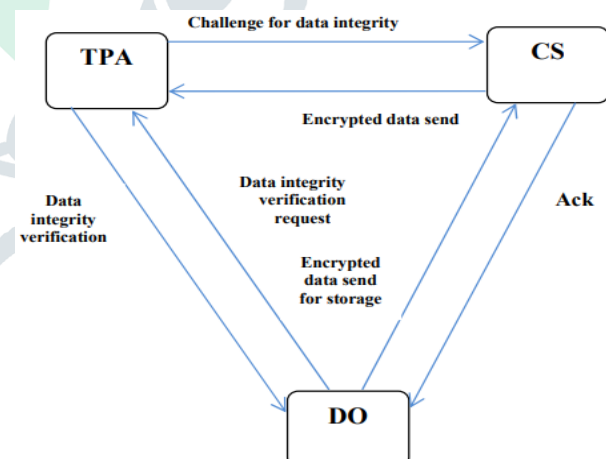 Challenge for data integrity
TPA
CS
Encrypted data send
Data
integrity
verification
Data integrity
verification
request
Ack
Encrypted
data send
for storage
DO